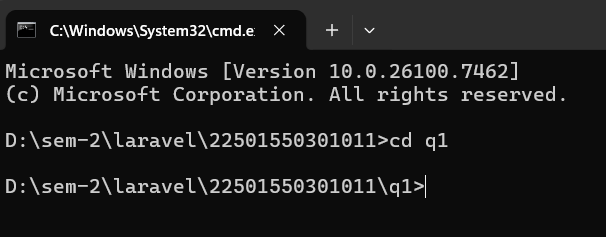 C:\Windows\System32\cmd.e
Microsoft Windows [Version 10.0.26100.7462]
(c) Microsoft Corporation. All rights reserved.
D:\sem-2\laravel\22501550301011>cd q1
D:\sem-2\laravel\22501550301011\q1>